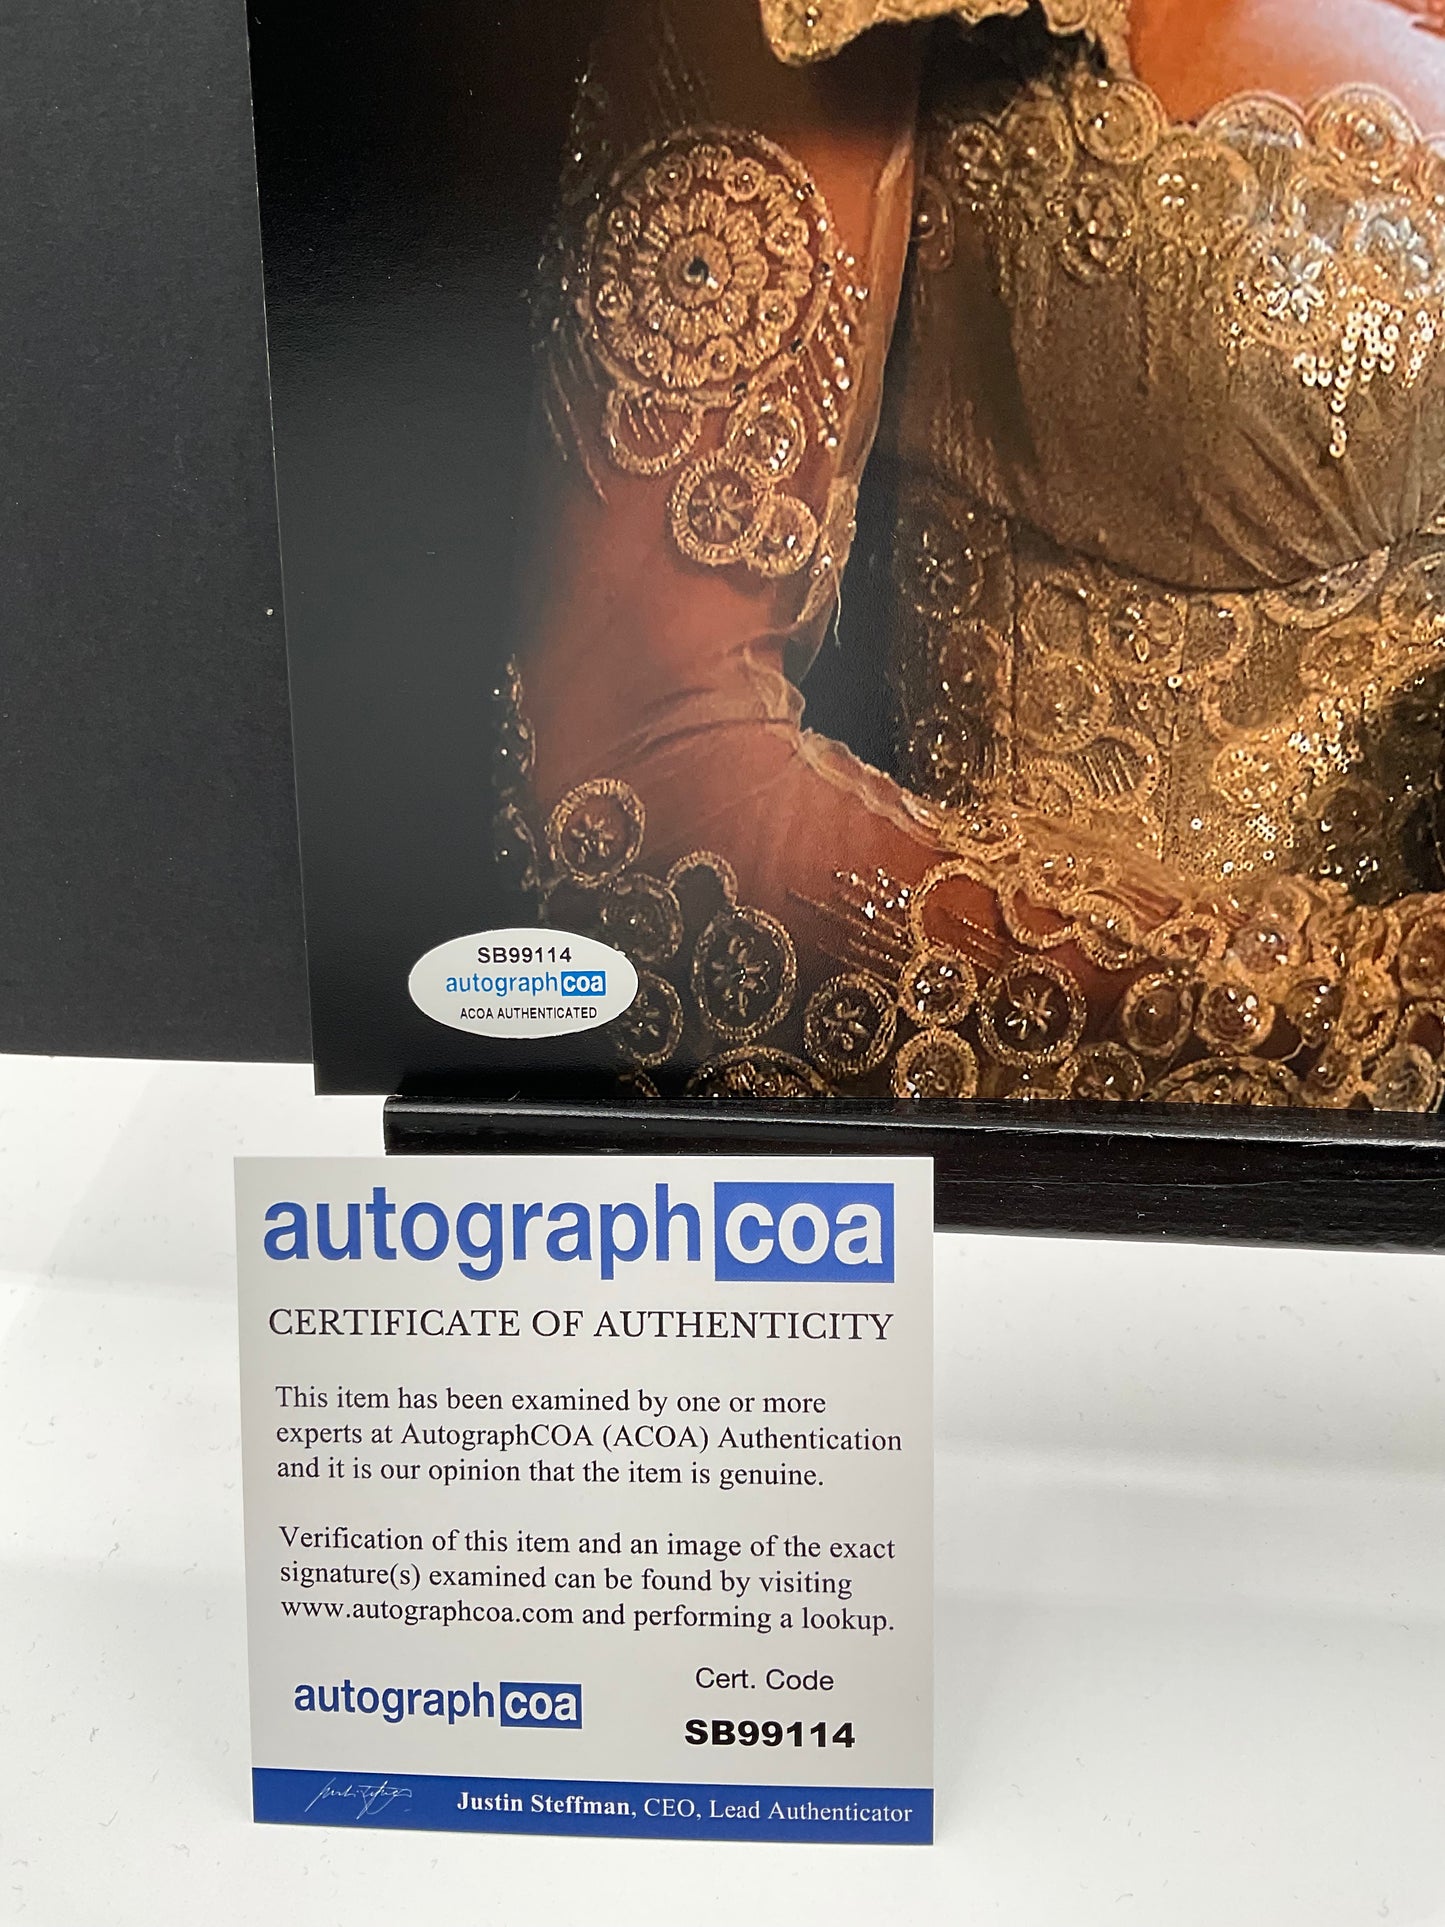 SB99114
autographcoa
ACOA AUTHENTICATED
autographcoa
CERTIFICATE OF AUTHENTICITY
This item has been examined by one or more
experts at AutographCOA (ACOA) Authentication
and it is our opinion that the item is genuine.
Verification of this item and an image of the exact
signature(s) examined can be found by visiting
www.autographcoa.com and performing a lookup.
Cert. Code
autographcoa
SB99114
Justin Steffman, CEO, Lead Authenticator